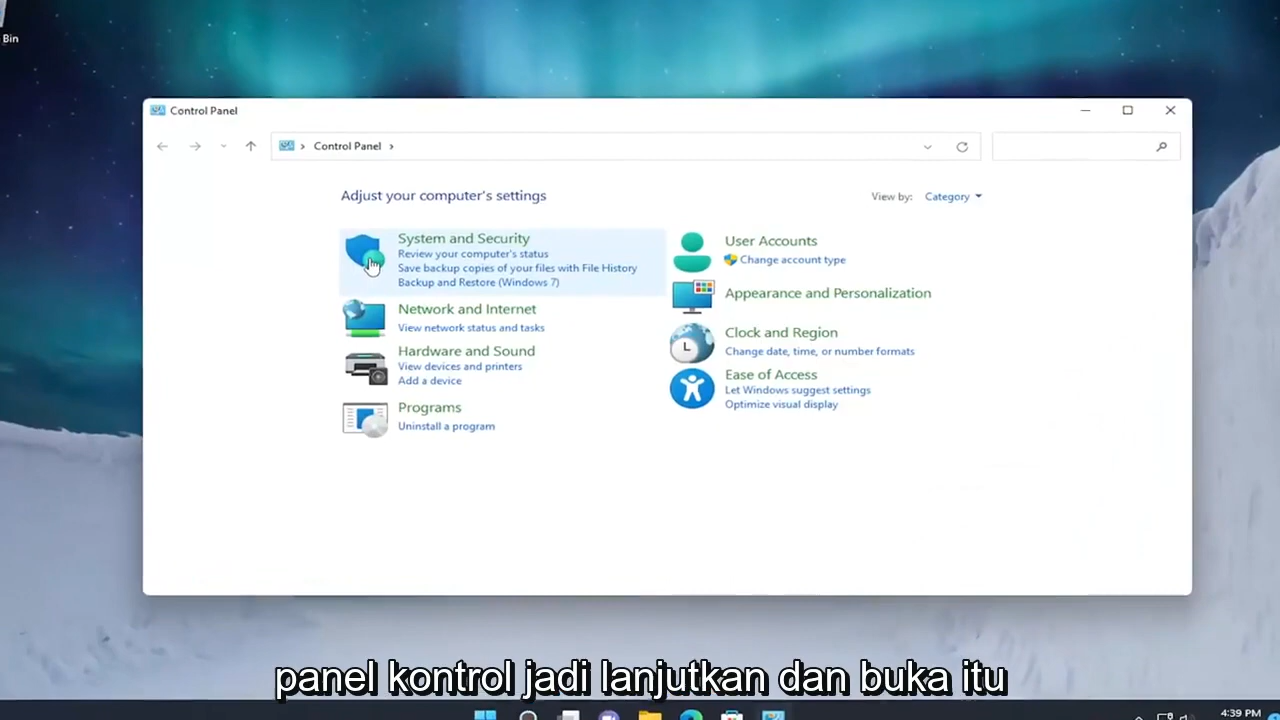 Bin
Control Panel
Control Panel
Adjust your computer's settings
View by: Category
System and Security
Review your computer's status
Save backup copies of your files with File History
Backup and Restore (Windows 7)
Network and Internet
View network status and tasks
Hardware and Sound
View devices and printers
Add a device
Programs
Uninstall a program
User Accounts
Change account type
Appearance and Personalization
Clock and Region
Change date, time, or number formats
Ease of Access
Let Windows suggest settings
Optimize visual display
panel kontrol jadi lanjutkan dan buka itu
4:39 PM